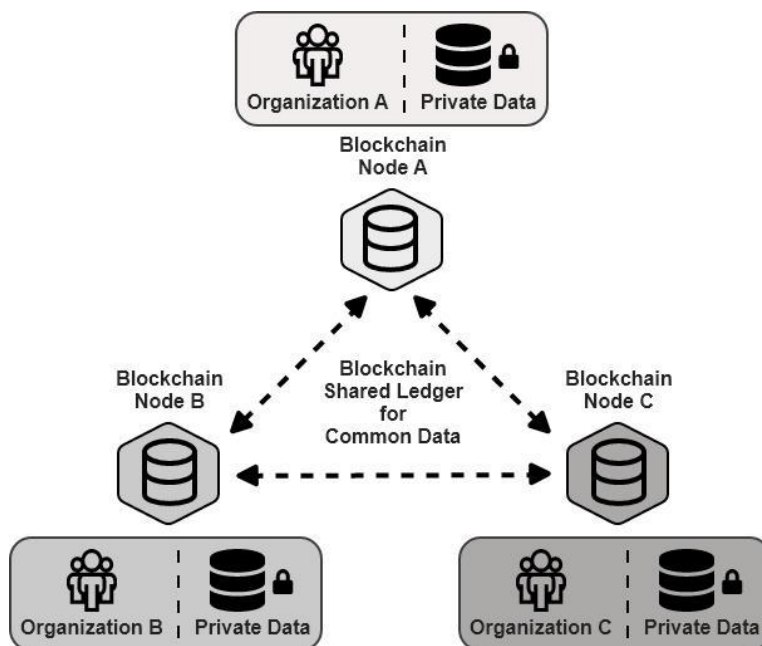 Organization A
Private Data
Blockchain
Node A
Blockchain
Node B
Blockchain
Shared Ledger
for
Common Data
Blockchain
Node C
Organization B
Private Data
Organization C
Private Data